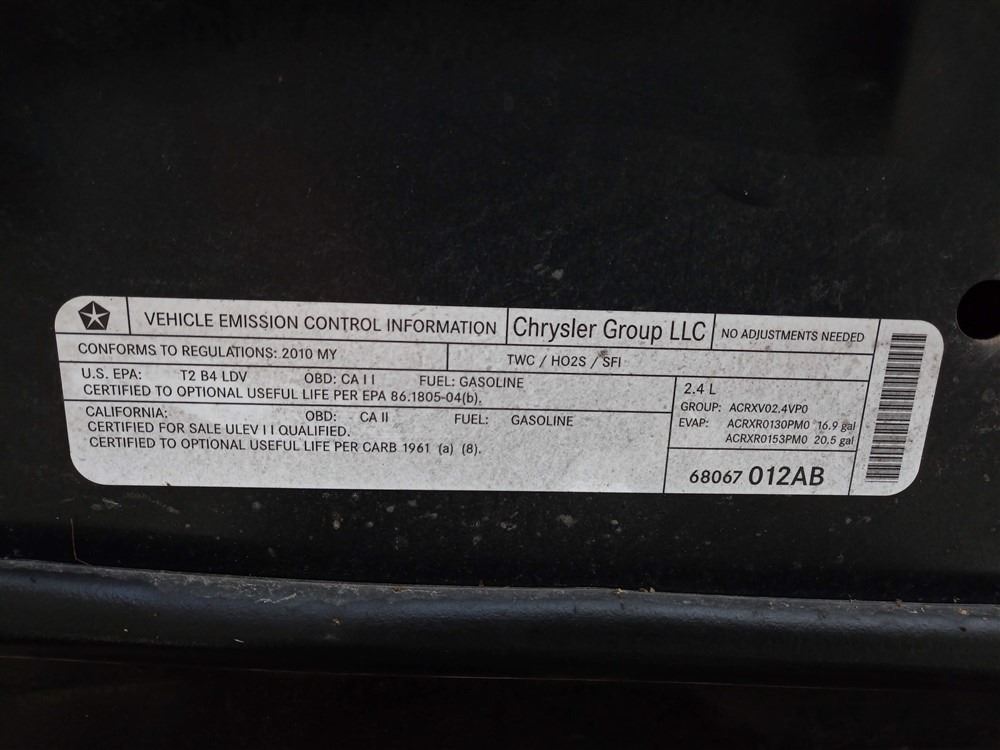 VEHICLE EMISSION CONTROL INFORMATION
Chrysler Group LLC
NO ADJUSTMENTS NEEDED
CONFORMS TO REGULATIONS: 2010 MY
TWC / HO2S / SFI
U.S. EPA: T2 B4 LDV OBD: CA II FUEL: GASOLINE
CERTIFIED TO OPTIONAL USEFUL LIFE PER EPA 86.1805-04(b).
CALIFORNIA: OBD: CA II FUEL: GASOLINE
CERTIFIED FOR SALE ULEV II QUALIFIED.
CERTIFIED TO OPTIONAL USEFUL LIFE PER CARB 1961 (a) (8).
2.4 L
GROUP: ACRXV02.4VP0
EVAP: ACRXR0130PM0 16.9 gal
ACRXR0153PM0 20.5 gal
68067 012AB